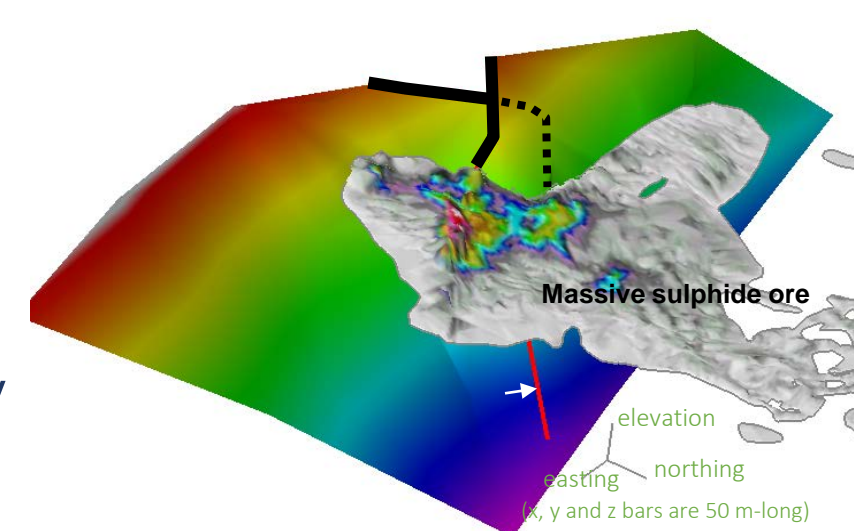 Massive sulphide ore
elevation
northing
easting
(x, y and z bars are 50 m-long)